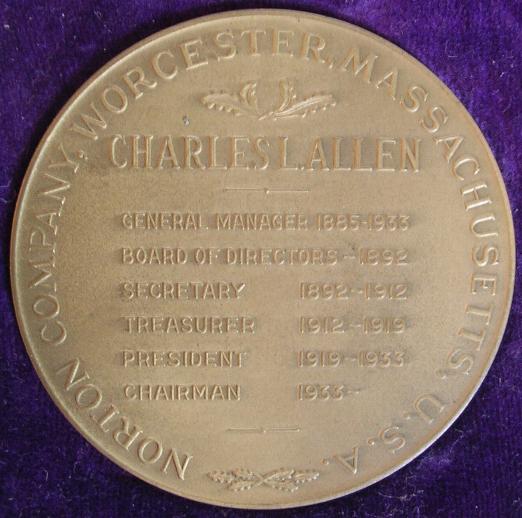 NORTON COMPANY, WORCESTER, MASSACHUSETTS, U.S.A.
CHARLES L. ALLEN
GENERAL MANAGER 1885-1933
BOARD OF DIRECTORS - 1892
SECRETARY 1892-1912
TREASURER 1912-1919
PRESIDENT 1919-1933
CHAIRMAN 1933-